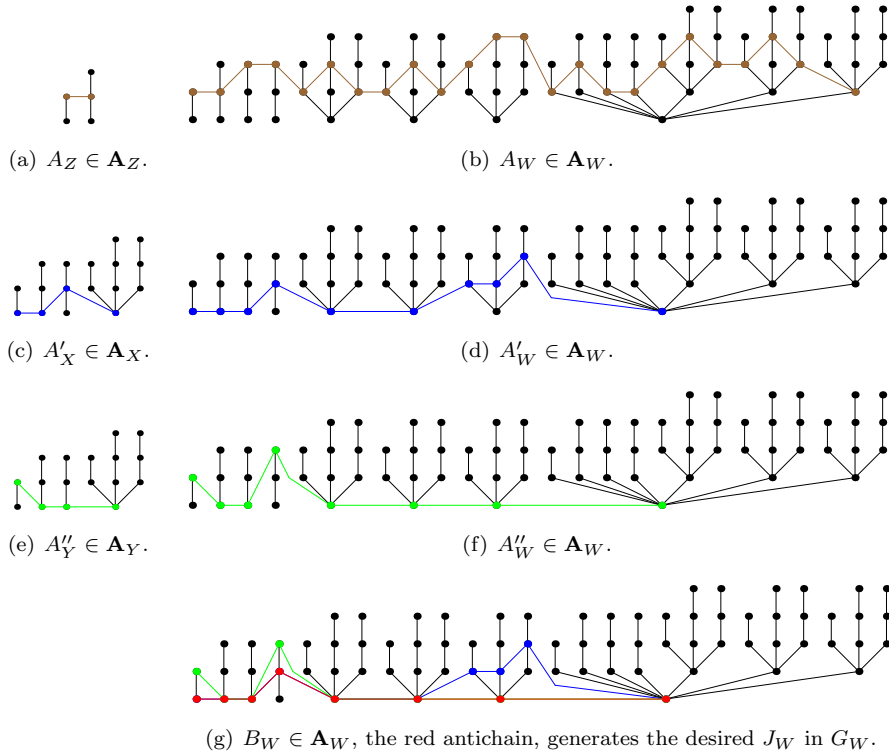 (a) $A_Z \in \mathbf{A}_Z$.
(b) $A_W \in \mathbf{A}_W$.
(c) $A'_X \in \mathbf{A}_X$.
(d) $A'_W \in \mathbf{A}_W$.
(e) $A''_Y \in \mathbf{A}_Y$.
(f) $A''_W \in \mathbf{A}_W$.
(g) $B_W \in \mathbf{A}_W$, the red antichain, generates the desired $J_W$ in $G_W$.